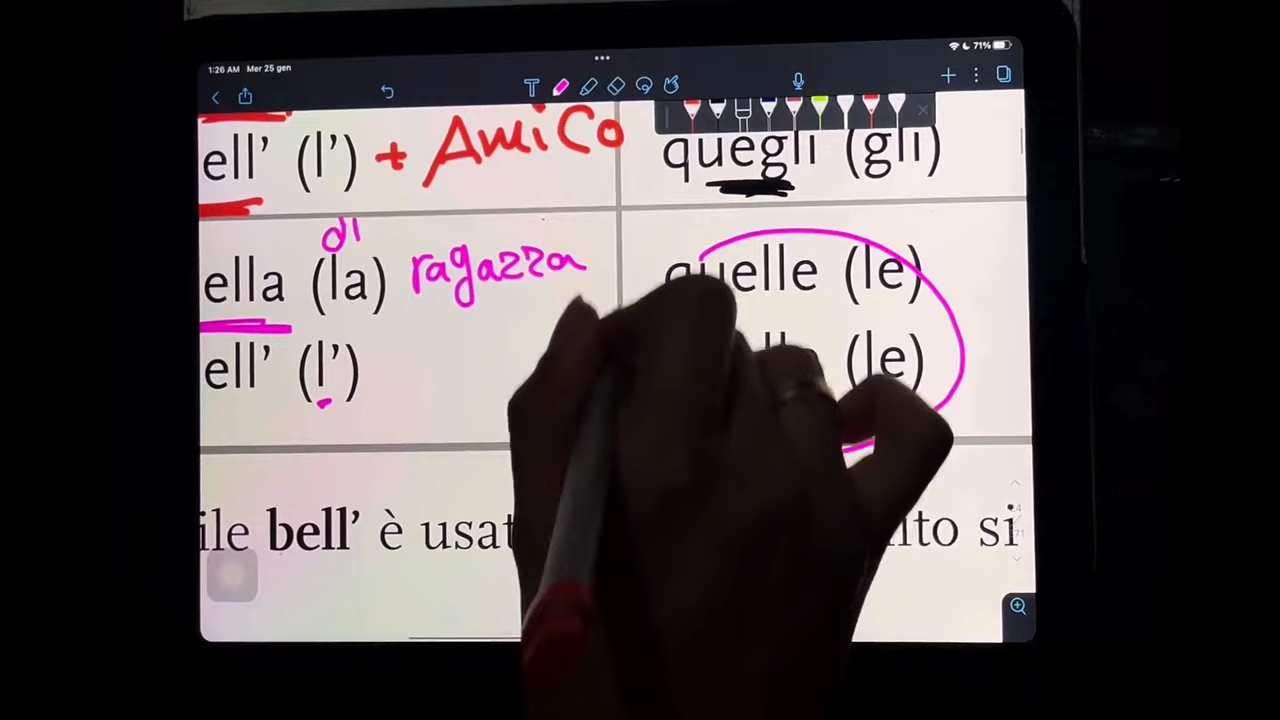 1:26 AM Mer 25 gen
71%
T
ell' (l') + AmiCo
quegli (gli)
di
ella (la) ragazza
quelle (le)
ell' (l')
(le)
ile bell' è usat
ito si